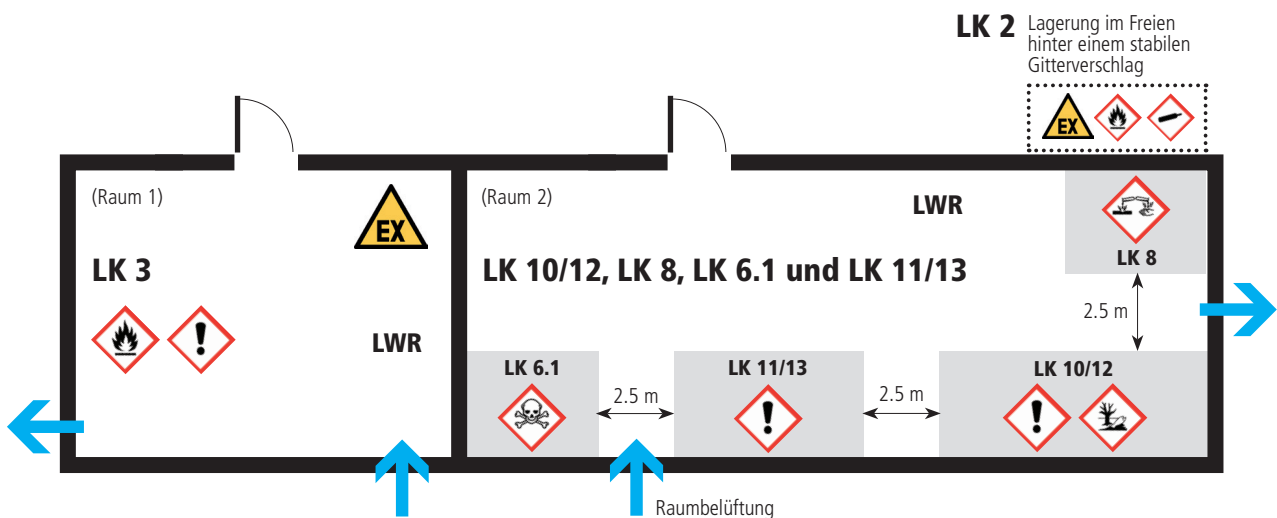 LK 2 Lagerung im Freien
hinter einem stabilen
Gitterverschlag
EX
(Raum 1)
EX
LK 3
LWR
(Raum 2)
LWR
LK 10/12, LK 8, LK 6.1 und LK 11/13
LK 8
2.5 m
LK 6.1
2.5 m
LK 11/13
2.5 m
LK 10/12
Raumbelüftung